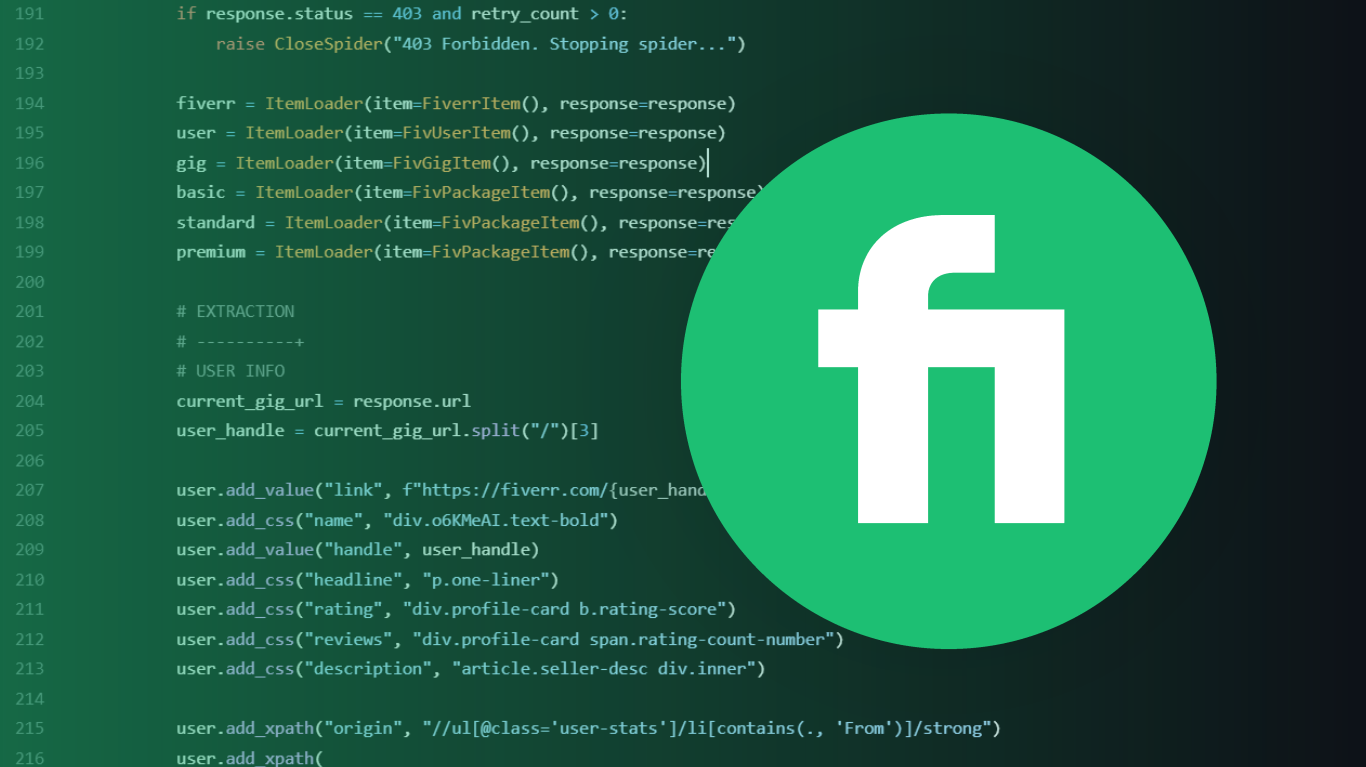 191 if response.status == 403 and retry_count > 0:
192 raise CloseSpider("403 Forbidden. Stopping spider...")
193
194 fiverr = ItemLoader(item=FiverrItem(), response=response)
195 user = ItemLoader(item=FivUserItem(), response=response)
196 gig = ItemLoader(item=FivGigItem(), response=response)
197 basic = ItemLoader(item=FivPackageItem(), response=response)
198 standard = ItemLoader(item=FivPackageItem(), response=res
199 premium = ItemLoader(item=FivPackageItem(), response=re
200
201 # EXTRACTION
202 # ----------+
203 # USER INFO
204 current_gig_url = response.url
205 user_handle = current_gig_url.split("/")[3]
206
207 user.add_value("link", f"https://fiverr.com/{user_hand
208 user.add_css("name", "div.o6KMeAI.text-bold")
209 user.add_value("handle", user_handle)
210 user.add_css("headline", "p.one-liner")
211 user.add_css("rating", "div.profile-card b.rating-score")
212 user.add_css("reviews", "div.profile-card span.rating-count-number")
213 user.add_css("description", "article.seller-desc div.inner")
214
215 user.add_xpath("origin", "//ul[@class='user-stats']/li[contains(., 'From')]/strong")
216 user.add_xpath(
fi